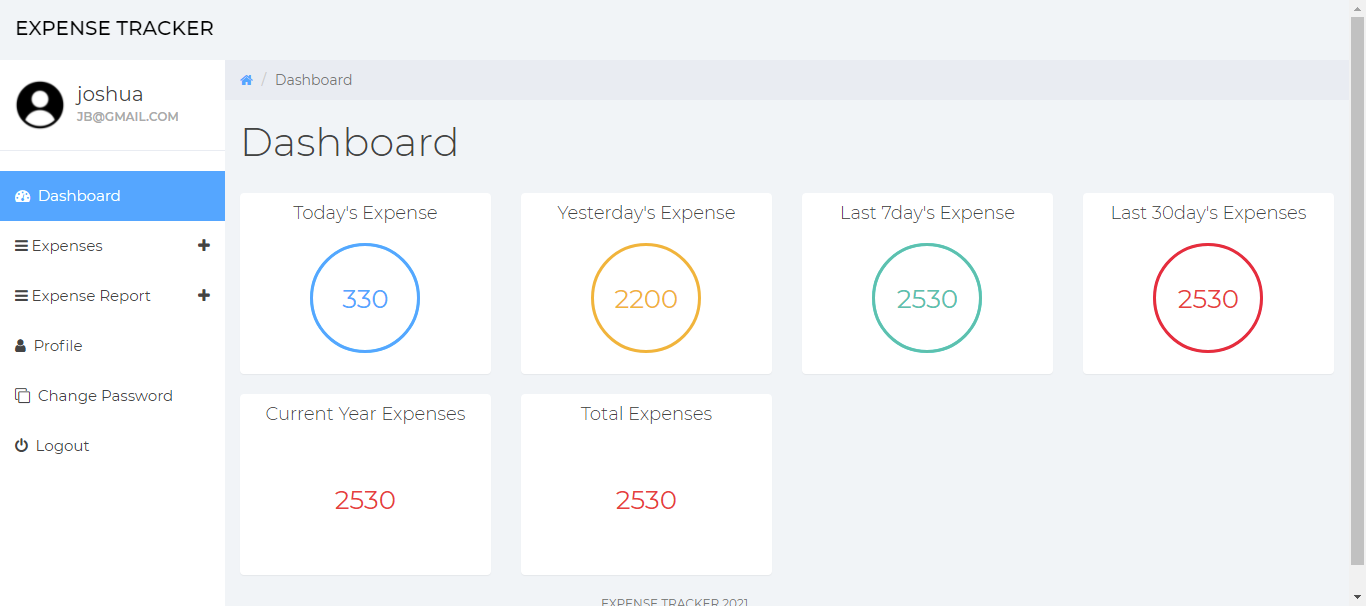 EXPENSE TRACKER
joshua
JB@GMAIL.COM
Dashboard
Expenses
Expense Report
Profile
Change Password
Logout
/ Dashboard
Dashboard
Today's Expense
330
Yesterday's Expense
2200
Last 7day's Expense
2530
Last 30day's Expenses
2530
Current Year Expenses
2530
Total Expenses
2530
EXPENSE TRACKER 2021